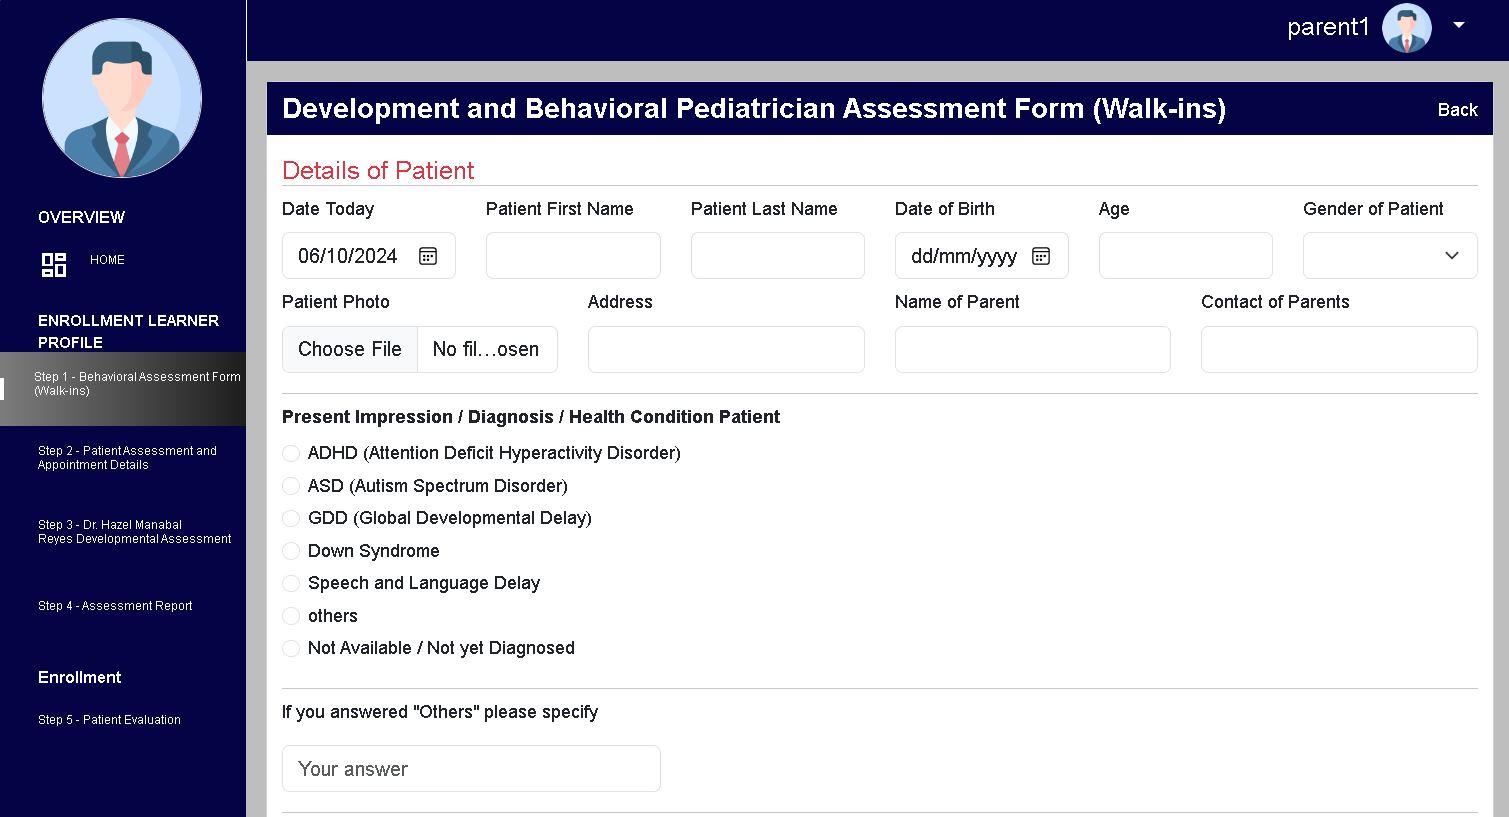 parent1
OVERVIEW
HOME
ENROLLMENT LEARNER
PROFILE
Step 1 - Behavioral Assessment Form
(Walk-ins)
Step 2 - Patient Assessment and
Appointment Details
Step 3 - Dr. Hazel Manabal
Reyes Developmental Assessment
Step 4 - Assessment Report
Enrollment
Step 5 - Patient Evaluation
Development and Behavioral Pediatrician Assessment Form (Walk-ins) Back
Details of Patient
Date Today Patient First Name Patient Last Name Date of Birth Age Gender of Patient
06/10/2024 dd/mm/yyyy
Patient Photo Address Name of Parent Contact of Parents
Choose File No fil...osen
Present Impression / Diagnosis / Health Condition Patient
ADHD (Attention Deficit Hyperactivity Disorder)
ASD (Autism Spectrum Disorder)
GDD (Global Developmental Delay)
Down Syndrome
Speech and Language Delay
others
Not Available / Not yet Diagnosed
If you answered "Others" please specify
Your answer